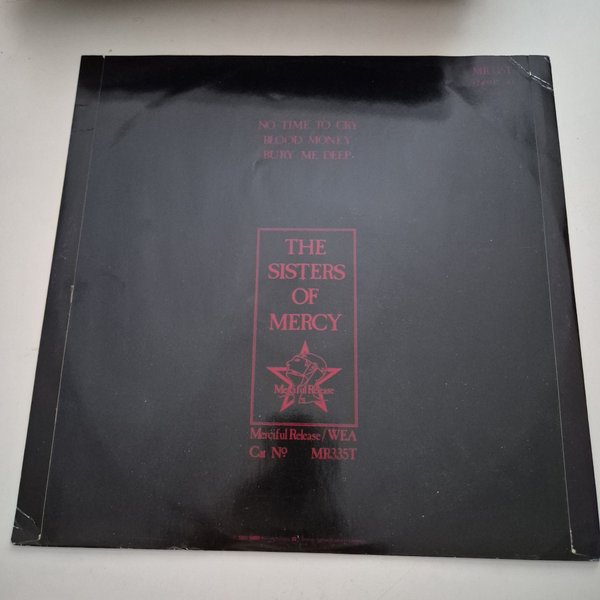 MR335T
NO TIME TO CRY
BLOOD MONEY
BURY ME DEEP
THE
SISTERS
OF
MERCY
Merciful Release
Merciful Release/WEA
Cat Nº MR335T